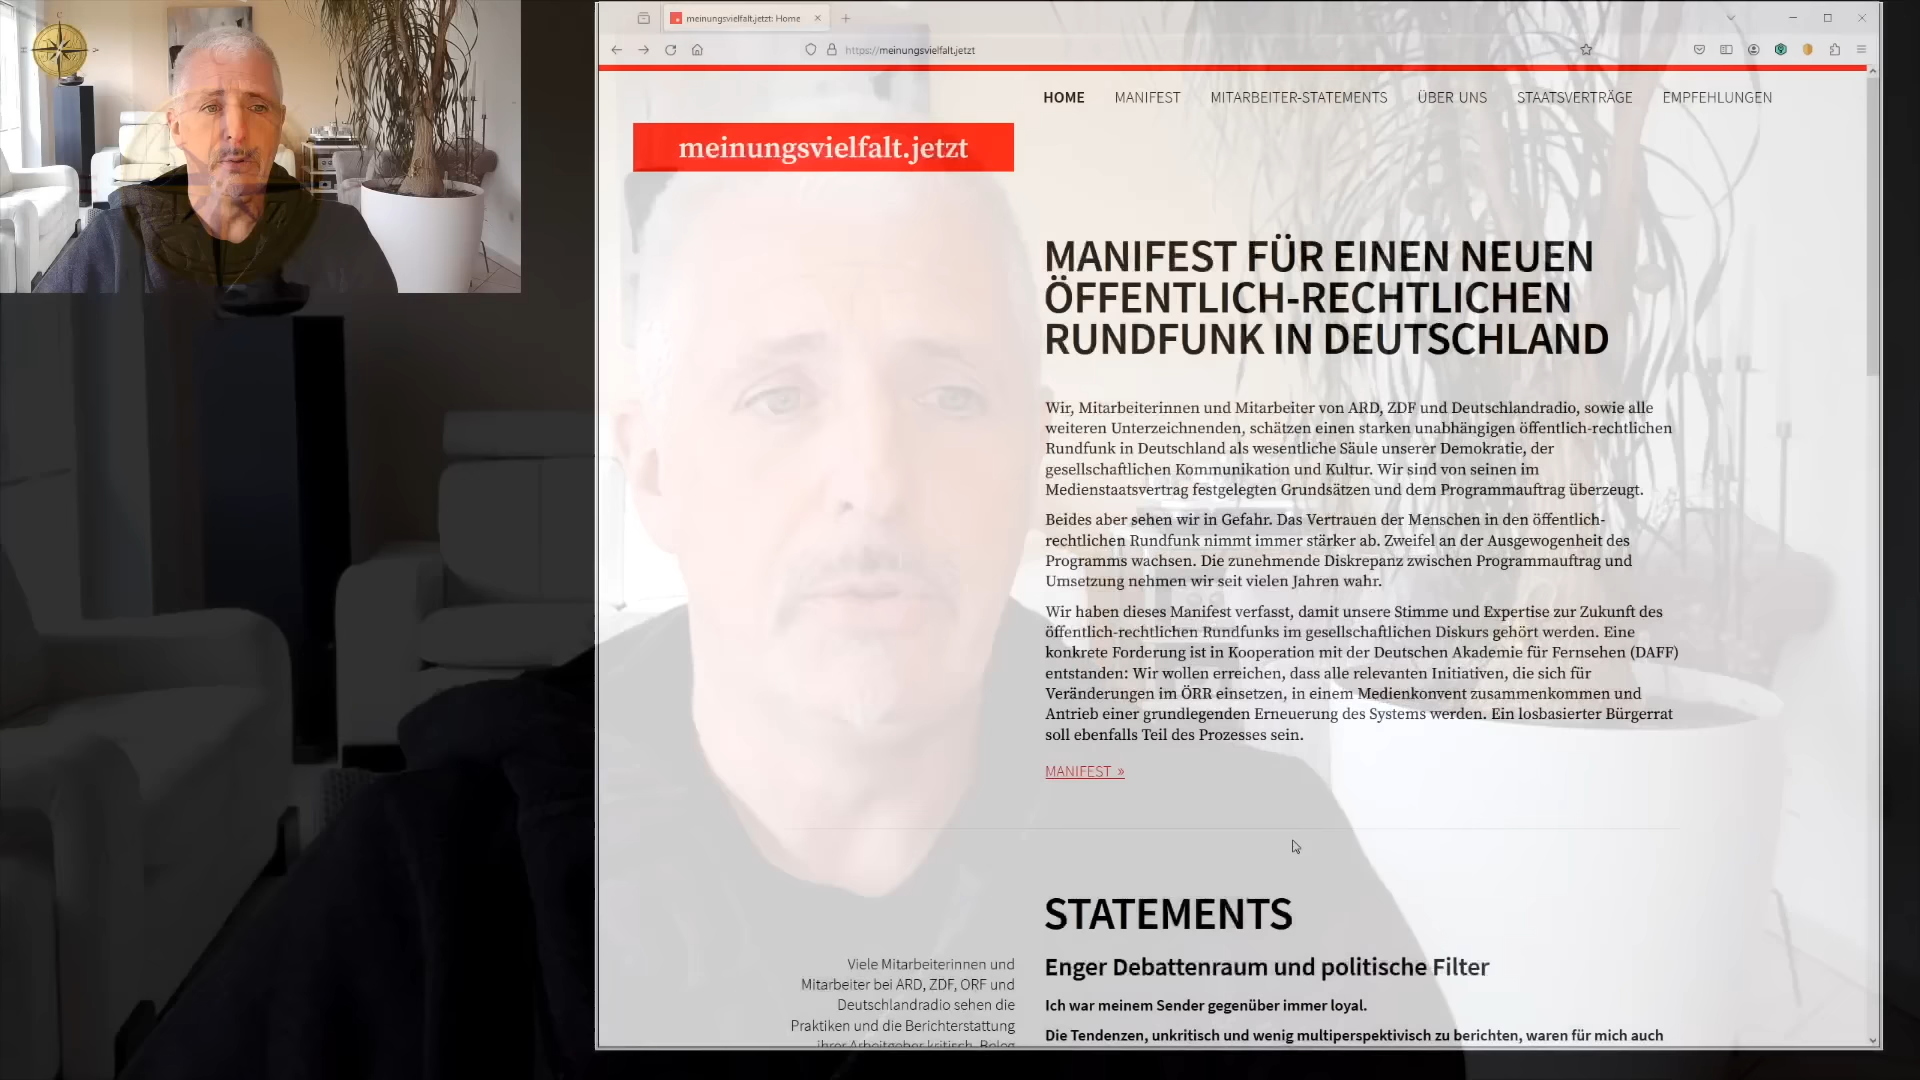 meinungsvielfalt.jetzt: Home
https://meinungsvielfalt.jetzt
HOME MANIFEST MITARBEITER-STATEMENTS ÜBER UNS STAATSVERTRÄGE EMPFEHLUNGEN
meinungsvielfalt.jetzt
MANIFEST FÜR EINEN NEUEN
ÖFFENTLICH-RECHTLICHEN
RUNDFUNK IN DEUTSCHLAND
Wir, Mitarbeiterinnen und Mitarbeiter von ARD, ZDF und Deutschlandradio, sowie alle
weiteren Unterzeichnenden, schätzen einen starken unabhängigen öffentlich-rechtlichen
Rundfunk in Deutschland als wesentliche Säule unserer Demokratie, der
gesellschaftlichen Kommunikation und Kultur. Wir sind von seinen im
Medienstaatsvertrag festgelegten Grundsätzen und dem Programmauftrag überzeugt.
Beides aber sehen wir in Gefahr. Das Vertrauen der Menschen in den öffentlich-
rechtlichen Rundfunk nimmt immer stärker ab. Zweifel an der Ausgewogenheit des
Programms wachsen. Die zunehmende Diskrepanz zwischen Programmauftrag und
Umsetzung nehmen wir seit vielen Jahren wahr.
Wir haben dieses Manifest verfasst, damit unsere Stimme und Expertise zur Zukunft des
öffentlich-rechtlichen Rundfunks im gesellschaftlichen Diskurs gehört werden. Eine
konkrete Forderung ist in Kooperation mit der Deutschen Akademie für Fernsehen (DAFF)
entstanden: Wir wollen erreichen, dass alle relevanten Initiativen, die sich für
Veränderungen im ÖRR einsetzen, in einem Medienkonvent zusammenkommen und
Antrieb einer grundlegenden Erneuerung des Systems werden. Ein losbasierter Bürgerrat
soll ebenfalls Teil des Prozesses sein.
MANIFEST »
STATEMENTS
Viele Mitarbeiterinnen und
Mitarbeiter bei ARD, ZDF, ORF und
Deutschlandradio sehen die
Praktiken und die Berichterstattung
ihrer Arbeitgeber kritisch. Beleg
Enger Debattenraum und politische Filter
Ich war meinem Sender gegenüber immer loyal.
Die Tendenzen, unkritisch und wenig multiperspektivisch zu berichten, waren für mich auch